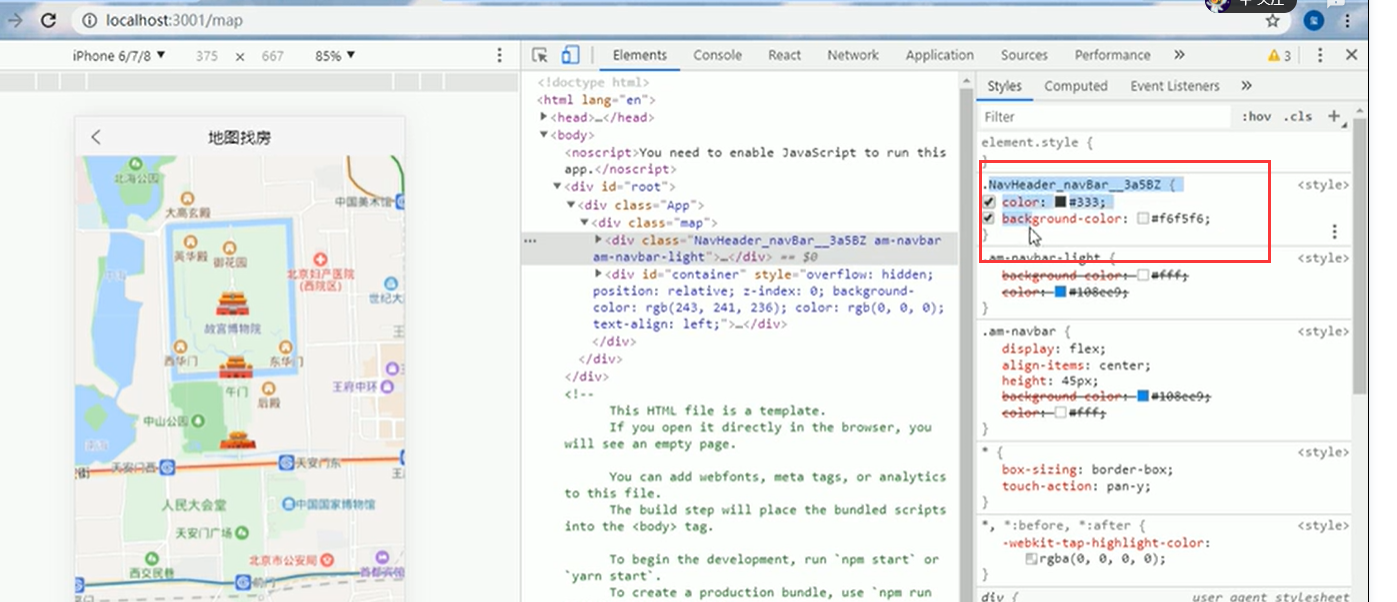 localhost:3001/map
iPhone 6/7/8 ▼ 375 × 667 85% ▼
Elements Console React Network Application Sources Performance » 3
Styles Computed Event Listeners »
Filter :hov .cls +
地图找房
北海公园
大高玄殿
中国美术馆
英华殿
御花园
北京妇产医院
(西院区)
世纪大
故宫博物院
西华门
东华门
王府中环
午门
后殿
中山公园
天安门西
天安门东
人民大会堂
中国国家博物馆
天安门广场
北京市公安局
西交民巷
前门
首都宾馆
<!doctype html>
<html lang="en">
<head>…</head>
<body>
<noscript>You need to enable JavaScript to run this
app.</noscript>
<div id="root">
<div class="App">
<div class="map">
<div class="NavHeader_navBar__3a5BZ am-navbar
am-navbar-light">…</div> == $0
<div id="container" style="overflow: hidden;
position: relative; z-index: 0; background-
color: rgb(243, 241, 236); color: rgb(0, 0, 0);
text-align: left;">…</div>
</div>
</div>
</div>
<!--
This HTML file is a template.
If you open it directly in the browser, you
will see an empty page.
You can add webfonts, meta tags, or analytics
to this file.
The build step will place the bundled scripts
into the <body> tag.
To begin the development, run `npm start` or
`yarn start`.
To create a production bundle, use `npm run
element.style {
}
.NavHeader_navBar__3a5BZ { <style>
color: #333;
background-color: #f6f5f6;
}
.am-navbar-light { <style>
background-color: #fff;
color: #108ee9;
}
.am-navbar { <style>
display: flex;
align-items: center;
height: 45px;
background-color: #108ee9;
color: #fff;
}
* { <style>
box-sizing: border-box;
touch-action: pan-y;
}
*, *:before, *:after { <style>
-webkit-tap-highlight-color:
rgba(0, 0, 0, 0);
}
div { user agent stylesheet